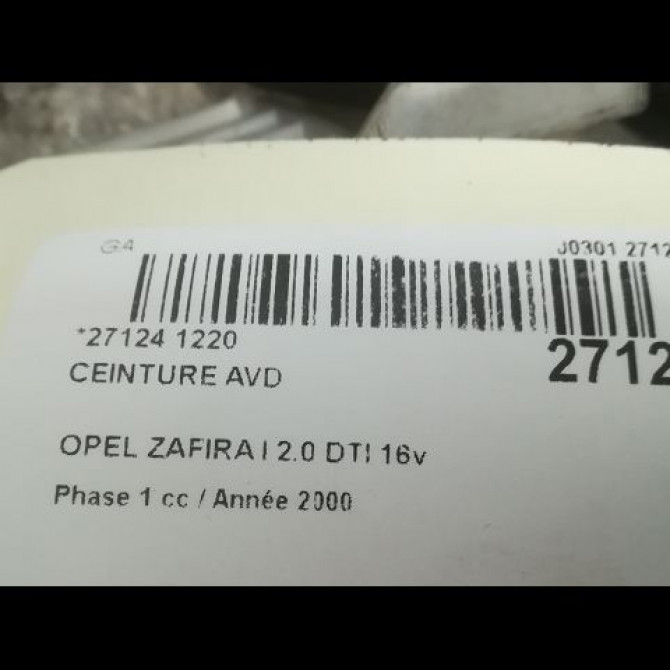 G4 J0301 2712
*27124 1220
2712
CEINTURE AVD
OPEL ZAFIRA I 2.0 DTI 16v
Phase 1 cc / Année 2000